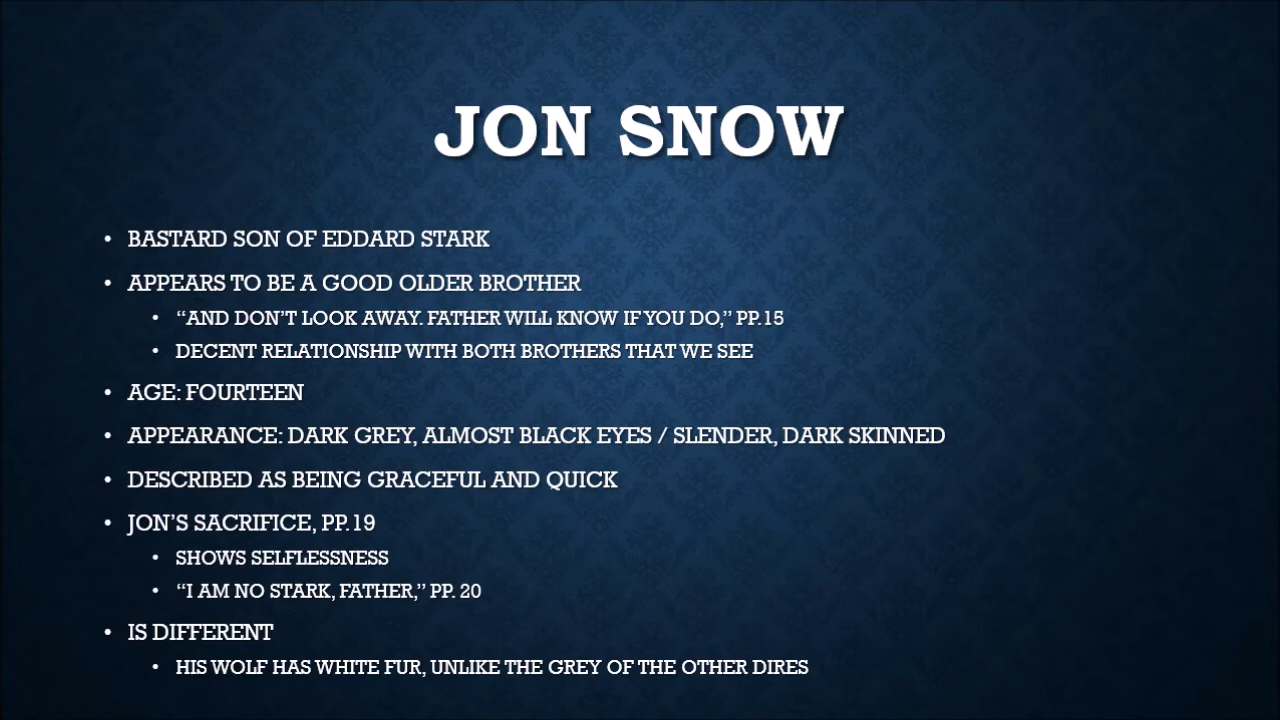 JON SNOW
• BASTARD SON OF EDDARD STARK
• APPEARS TO BE A GOOD OLDER BROTHER
• “AND DON’T LOOK AWAY. FATHER WILL KNOW IF YOU DO,” PP.15
• DECENT RELATIONSHIP WITH BOTH BROTHERS THAT WE SEE
• AGE: FOURTEEN
• APPEARANCE: DARK GREY, ALMOST BLACK EYES / SLENDER, DARK SKINNED
• DESCRIBED AS BEING GRACEFUL AND QUICK
• JON’S SACRIFICE, PP.19
• SHOWS SELFLESSNESS
• “I AM NO STARK, FATHER,” PP. 20
• IS DIFFERENT
• HIS WOLF HAS WHITE FUR, UNLIKE THE GREY OF THE OTHER DIRES